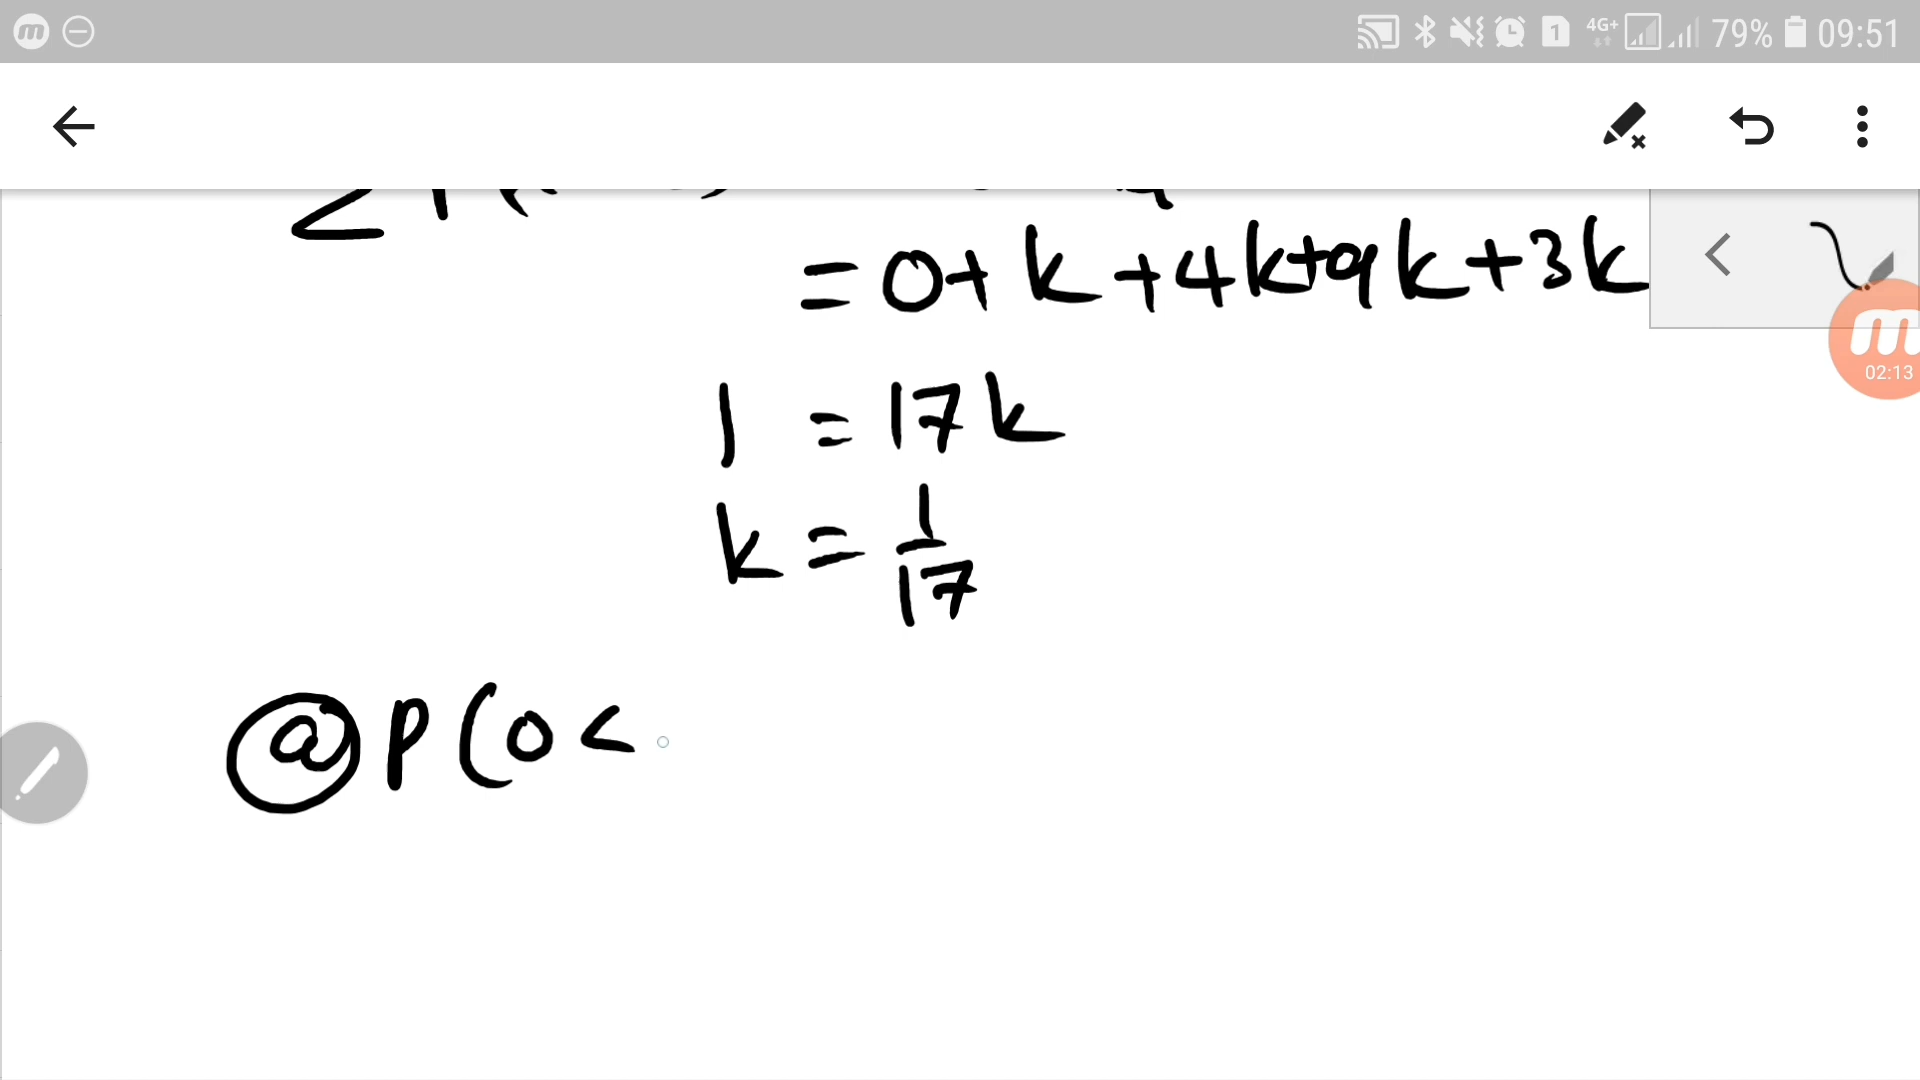 79% 09:51
= 0 + k + 4k + 9k + 3k
02:13
1 = 17k
k = 1/17
ⓐ P(0 <